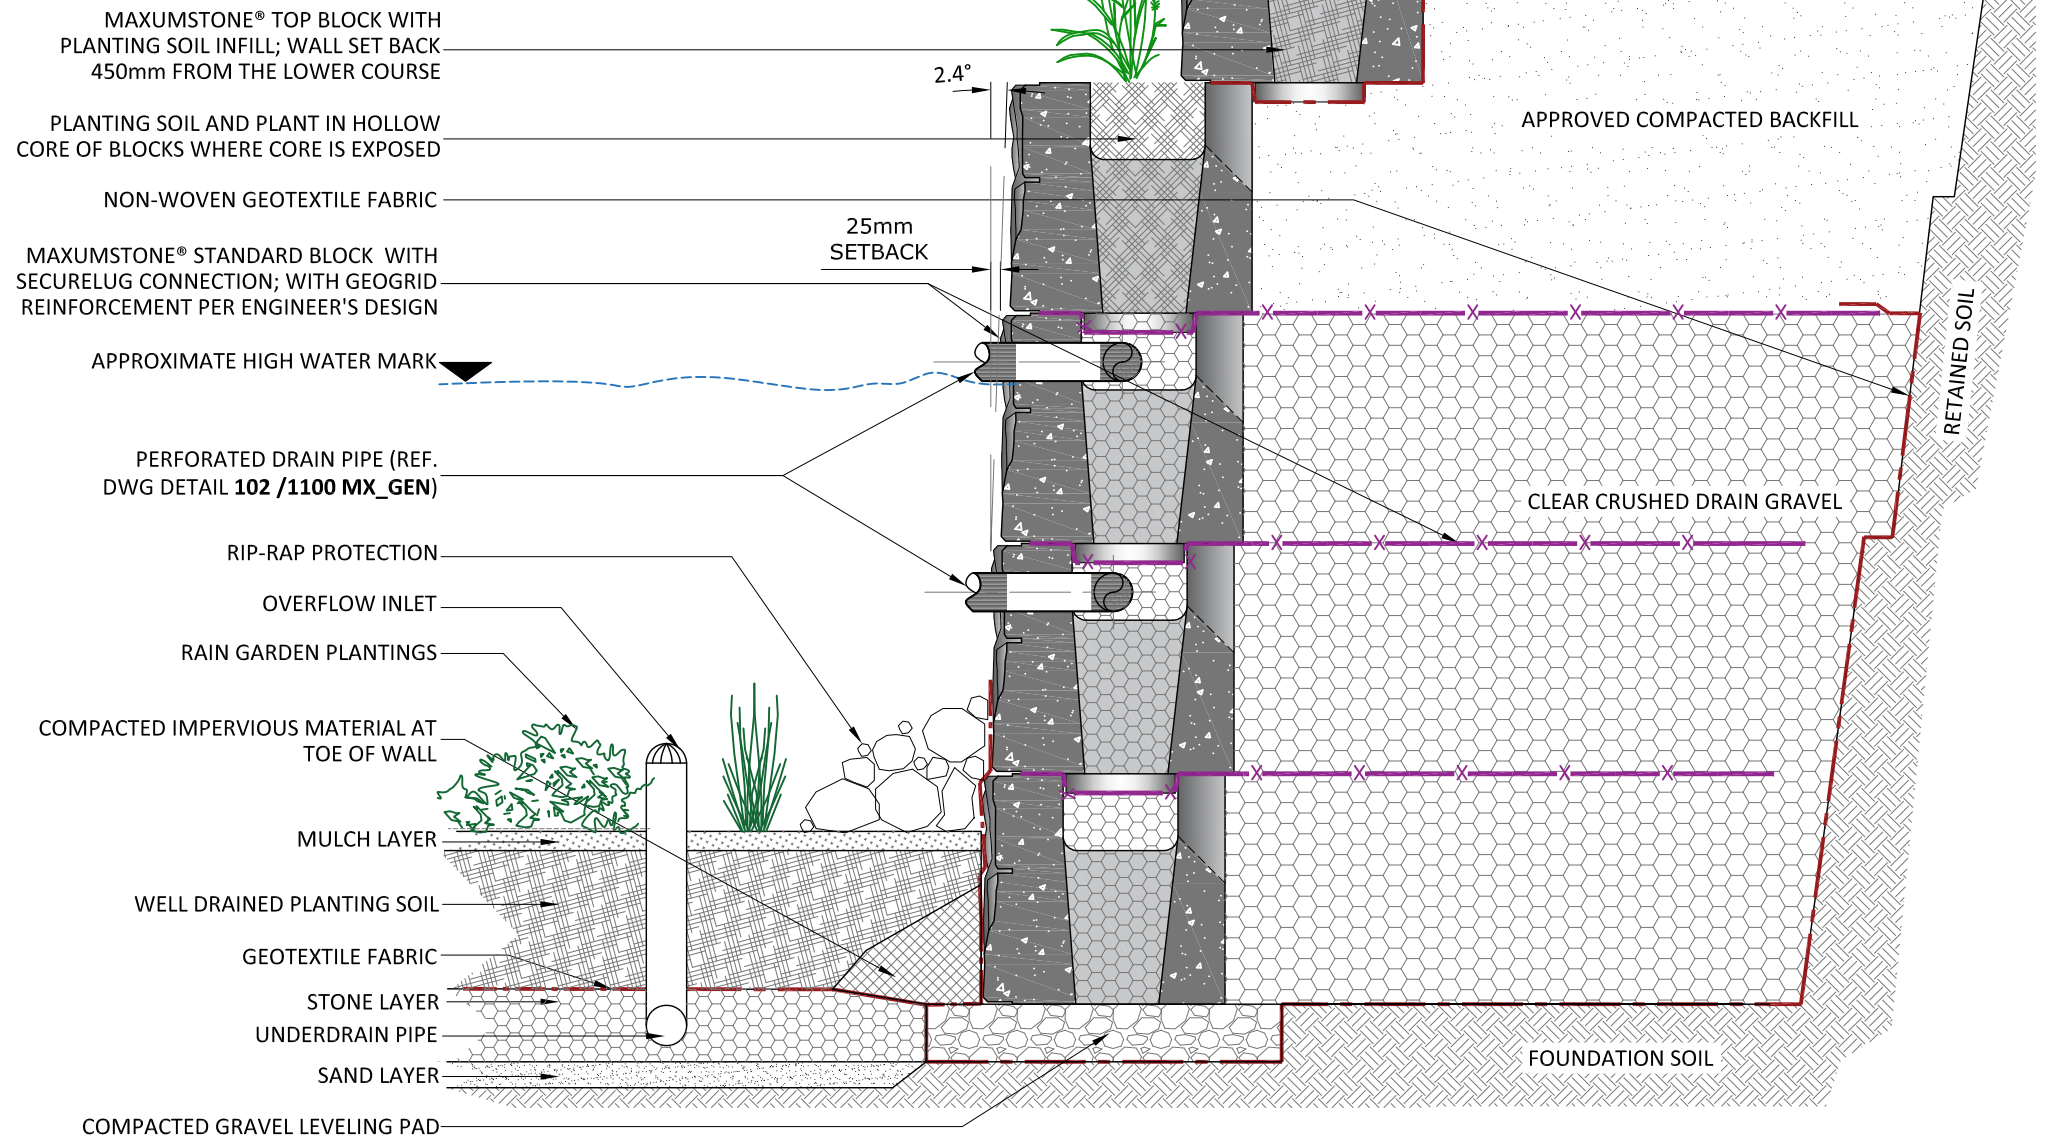 MAXUMSTONE® TOP BLOCK WITH
PLANTING SOIL INFILL; WALL SET BACK
450mm FROM THE LOWER COURSE
2.4°
PLANTING SOIL AND PLANT IN HOLLOW
CORE OF BLOCKS WHERE CORE IS EXPOSED
APPROVED COMPACTED BACKFILL
NON-WOVEN GEOTEXTILE FABRIC
25mm
SETBACK
MAXUMSTONE® STANDARD BLOCK WITH
SECURELUG CONNECTION; WITH GEOGRID
REINFORCEMENT PER ENGINEER'S DESIGN
RETAINED SOIL
APPROXIMATE HIGH WATER MARK
PERFORATED DRAIN PIPE (REF.
DWG DETAIL 102 /1100 MX_GEN)
CLEAR CRUSHED DRAIN GRAVEL
RIP-RAP PROTECTION
OVERFLOW INLET
RAIN GARDEN PLANTINGS
COMPACTED IMPERVIOUS MATERIAL AT
TOE OF WALL
MULCH LAYER
WELL DRAINED PLANTING SOIL
GEOTEXTILE FABRIC
STONE LAYER
UNDERDRAIN PIPE
FOUNDATION SOIL
SAND LAYER
COMPACTED GRAVEL LEVELING PAD